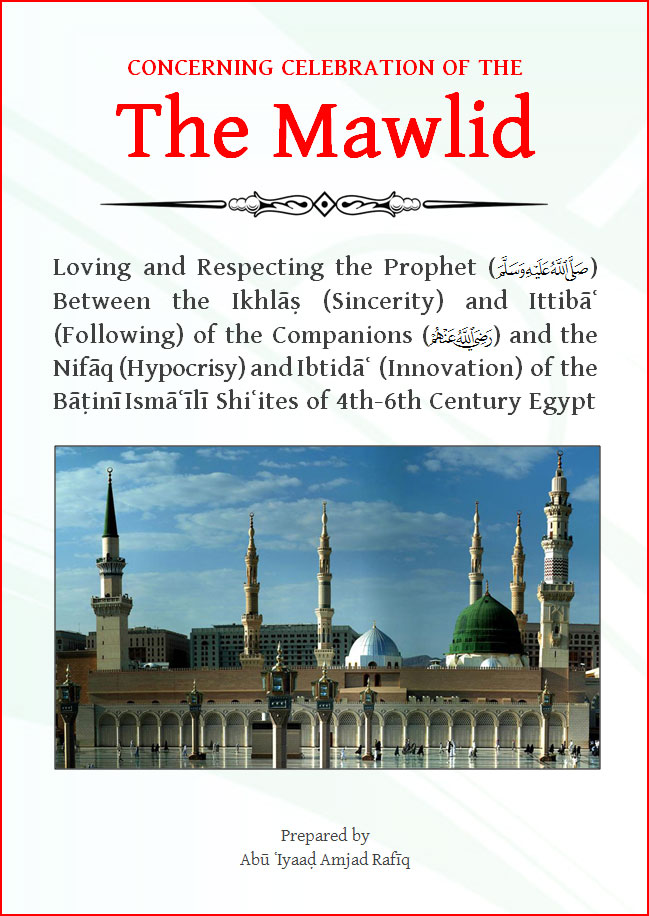 CONCERNING CELEBRATION OF THE
The Mawlid
Loving and Respecting the Prophet (صَلَّى اللَّهُ عَلَيْهِ وَسَلَّمَ)
Between the Ikhlāṣ (Sincerity) and Ittibāʿ
(Following) of the Companions (رَضِيَ اللَّهُ عَنْهُمْ) and the
Nifāq (Hypocrisy) and Ibtidāʿ (Innovation) of the
Bāṭinī Ismāʿīlī Shiʿites of 4th-6th Century Egypt
Prepared by
Abū ʿIyaaḍ Amjad Rafīq